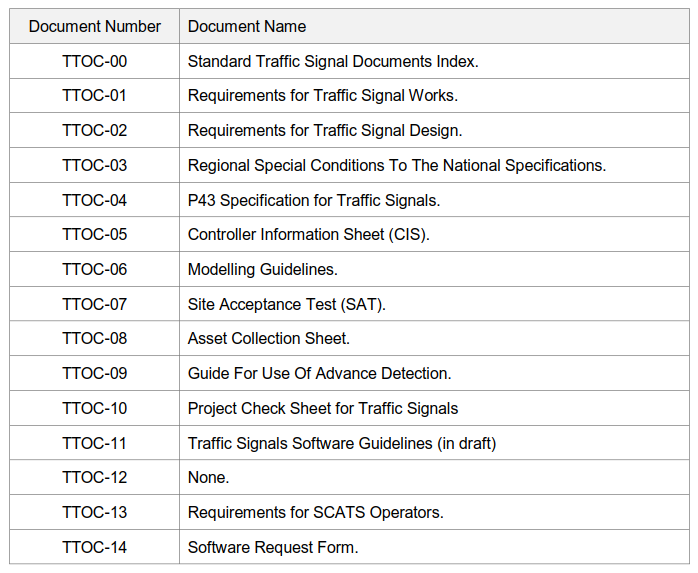 Document Number Document Name
TTOC-00 Standard Traffic Signal Documents Index.
TTOC-01 Requirements for Traffic Signal Works.
TTOC-02 Requirements for Traffic Signal Design.
TTOC-03 Regional Special Conditions To The National Specifications.
TTOC-04 P43 Specification for Traffic Signals.
TTOC-05 Controller Information Sheet (CIS).
TTOC-06 Modelling Guidelines.
TTOC-07 Site Acceptance Test (SAT).
TTOC-08 Asset Collection Sheet.
TTOC-09 Guide For Use Of Advance Detection.
TTOC-10 Project Check Sheet for Traffic Signals
TTOC-11 Traffic Signals Software Guidelines (in draft)
TTOC-12 None.
TTOC-13 Requirements for SCATS Operators.
TTOC-14 Software Request Form.